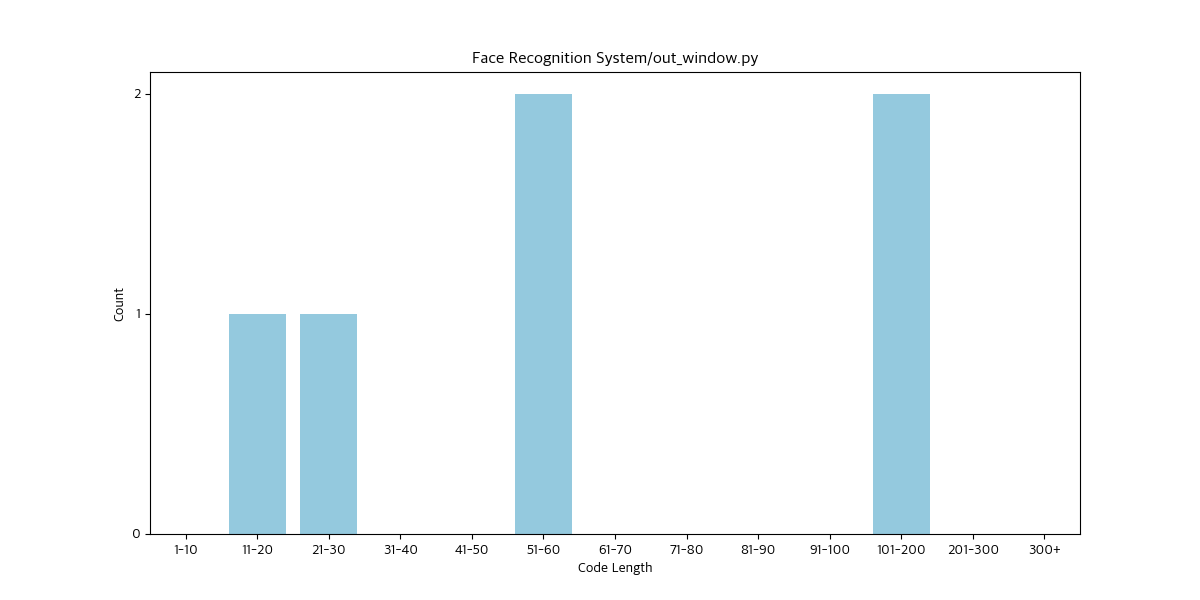 Face Recognition System/out_window.py
Count
2
1
0
1-10 11-20 21-30 31-40 41-50 51-60 61-70 71-80 81-90 91-100 101-200 201-300 300+
Code Length